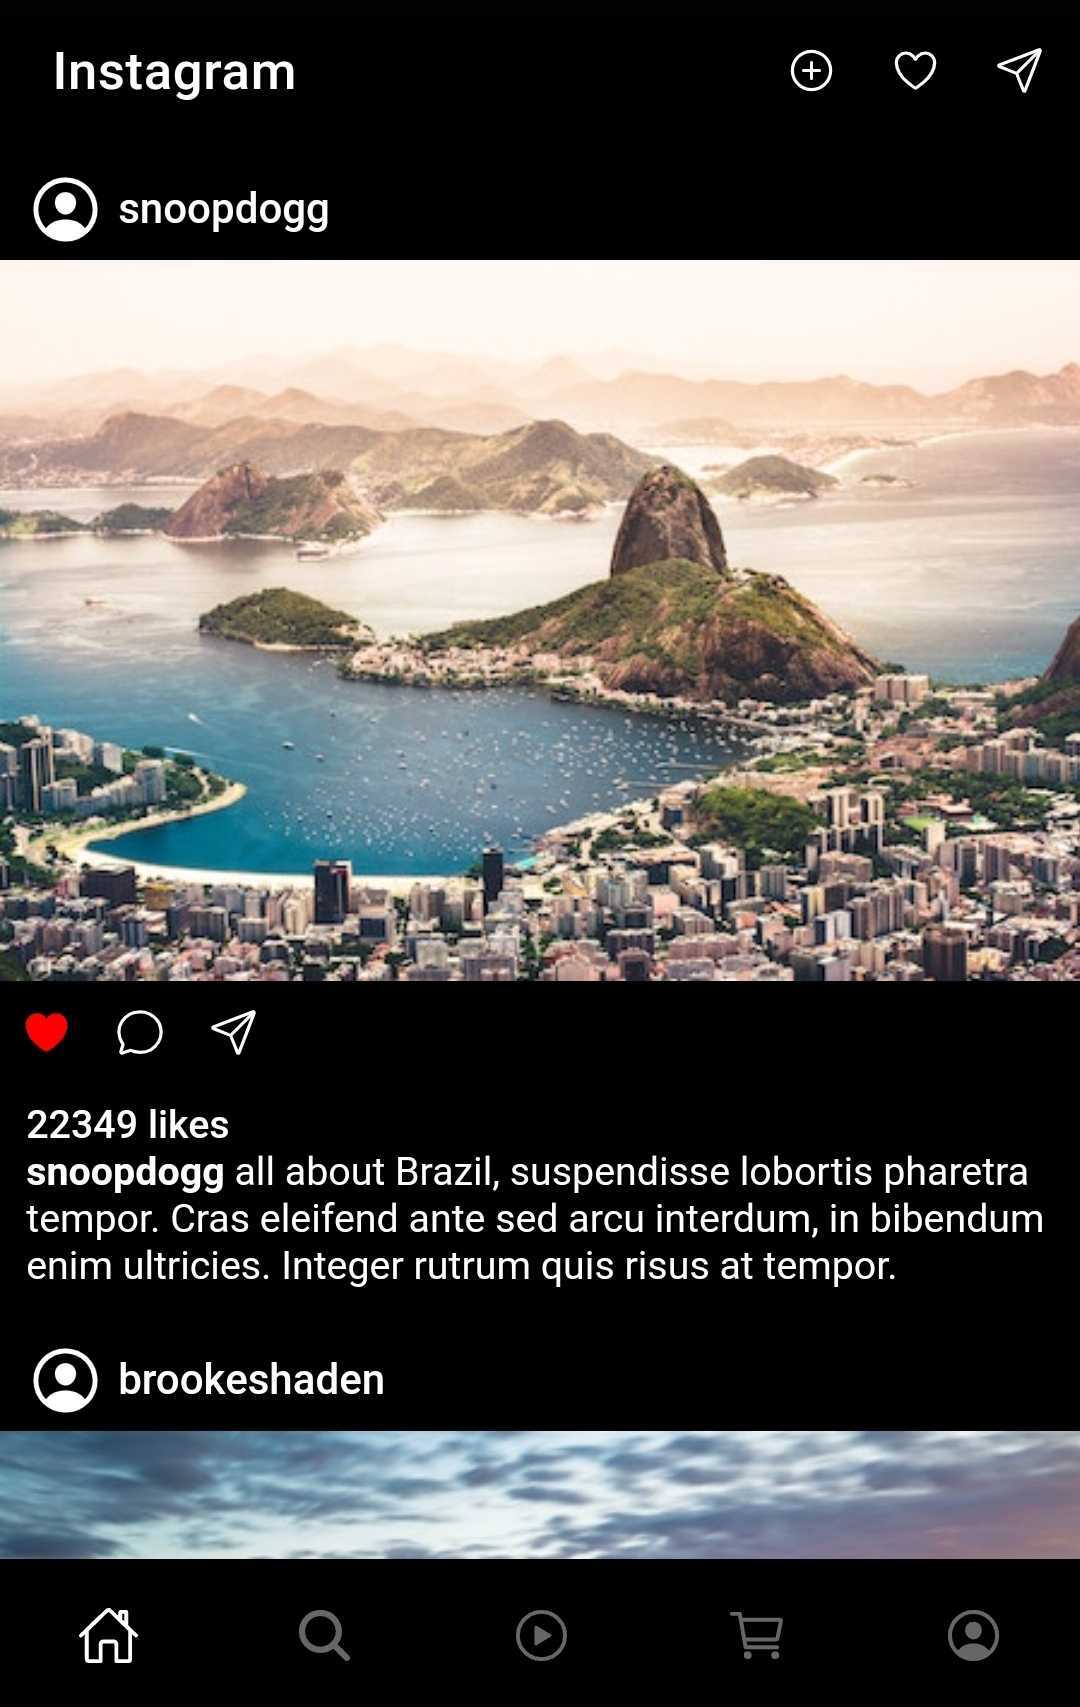 Instagram
snoopdogg
22349 likes
snoopdogg all about Brazil, suspendisse lobortis pharetra
tempor. Cras eleifend ante sed arcu interdum, in bibendum
enim ultricies. Integer rutrum quis risus at tempor.
brookeshaden